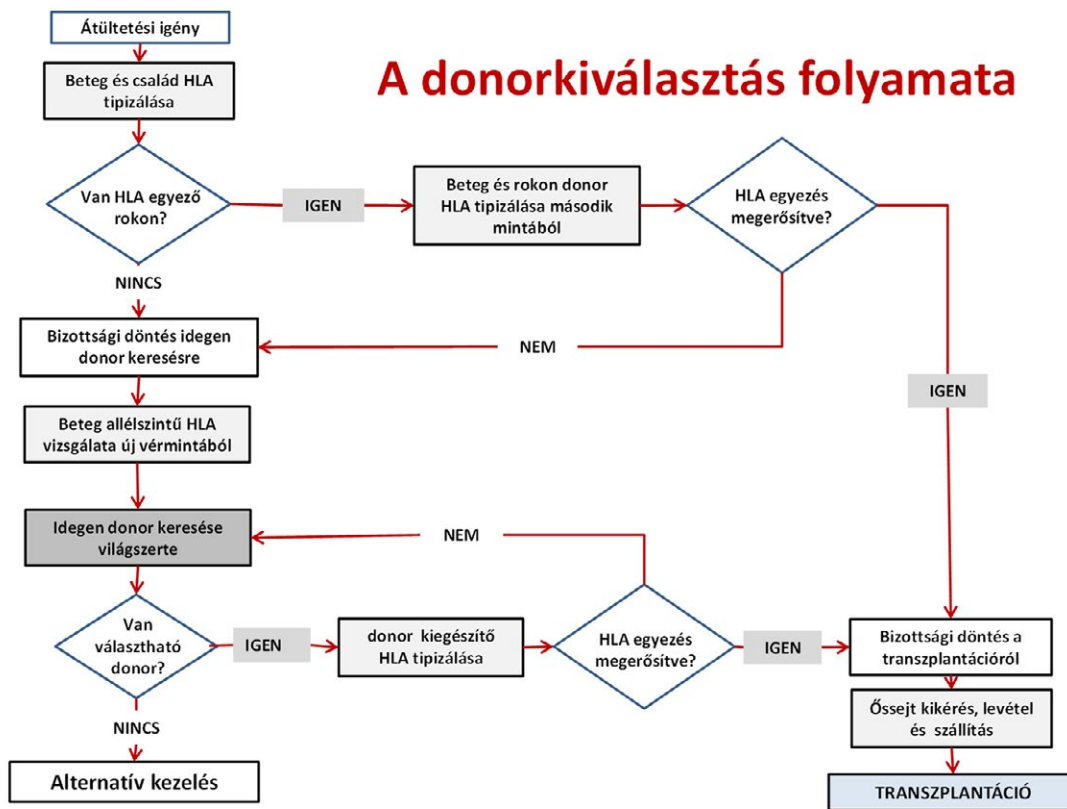 Átültetési igény
A donorkiválasztás folyamata
Beteg és család HLA
tipizálása
Van HLA egyező
rokon?
IGEN
Beteg és rokon donor
HLA tipizálása második
mintából
HLA egyezés
megerősítve?
NINCS
Bizottsági döntés idegen
donor keresésre
NEM
IGEN
Beteg allélszintű HLA
vizsgálata új vérmintából
Idegen donor keresése
világszerte
NEM
Van
választható
donor?
IGEN
donor kiegészítő
HLA tipizálása
HLA egyezés
megerősítve?
IGEN
Bizottsági döntés a
transzplantációról
NINCS
Őssejt kikérés, levétel
és szállítás
Alternatív kezelés
TRANSZPLANTÁCIÓ